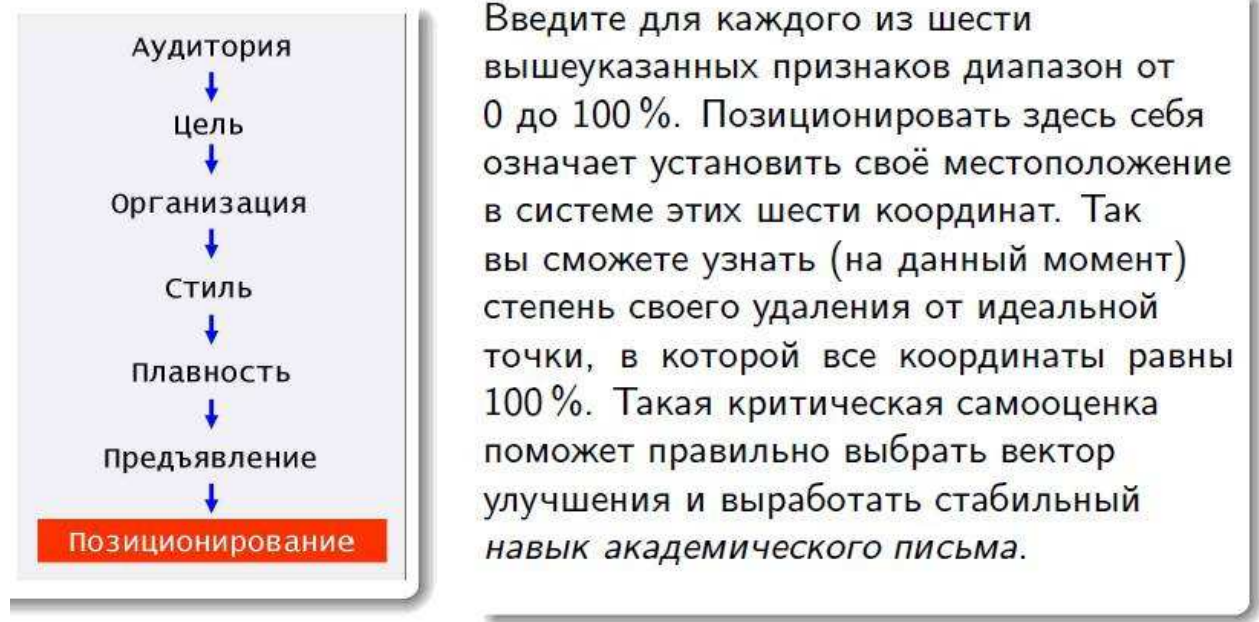 Аудитория
Цель
Организация
Стиль
Плавность
Предъявление
Позиционирование
Введите для каждого из шести
вышеуказанных признаков диапазон от
0 до 100 %. Позиционировать здесь себя
означает установить своё местоположение
в системе этих шести координат. Так
вы сможете узнать (на данный момент)
степень своего удаления от идеальной
точки, в которой все координаты равны
100 %. Такая критическая самооценка
поможет правильно выбрать вектор
улучшения и выработать стабильный
навык академического письма.